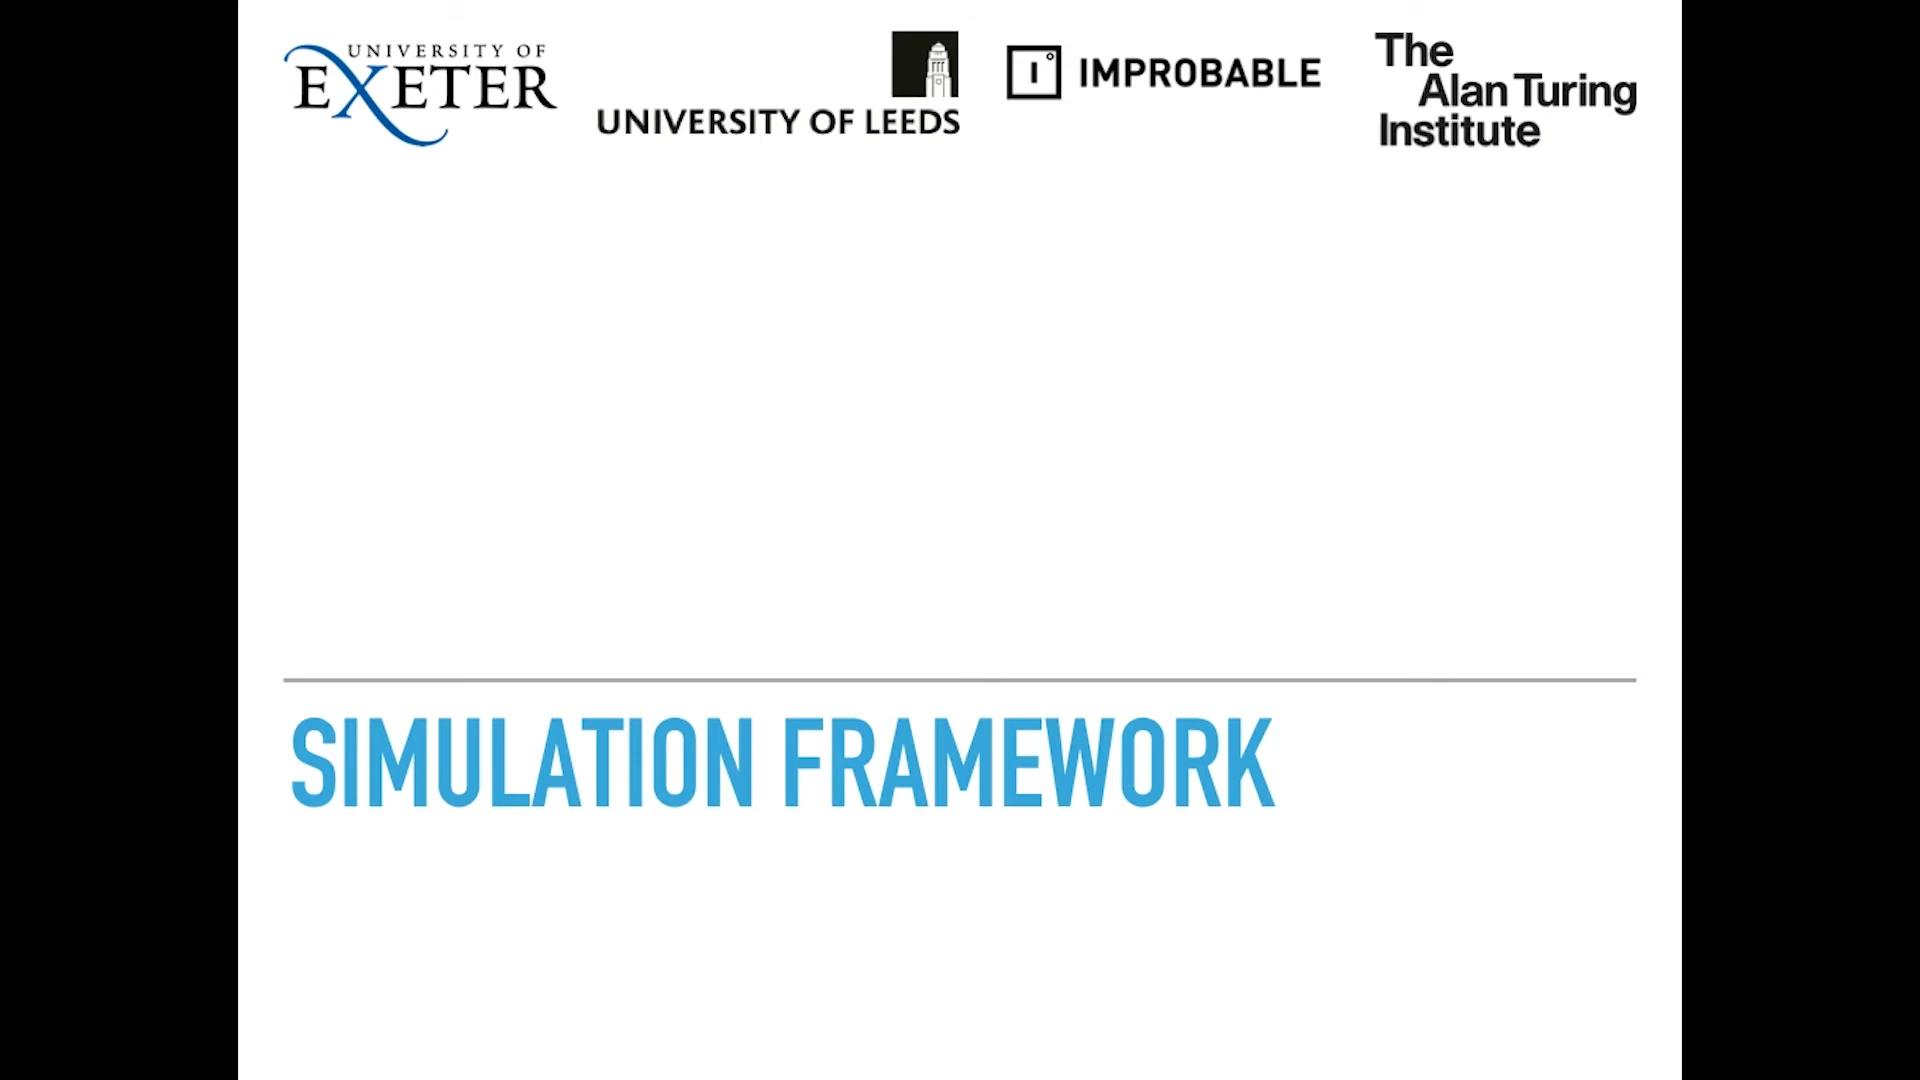 UNIVERSITY OF
EXETER
UNIVERSITY OF LEEDS
I° IMPROBABLE
The
Alan Turing
Institute
SIMULATION FRAMEWORK